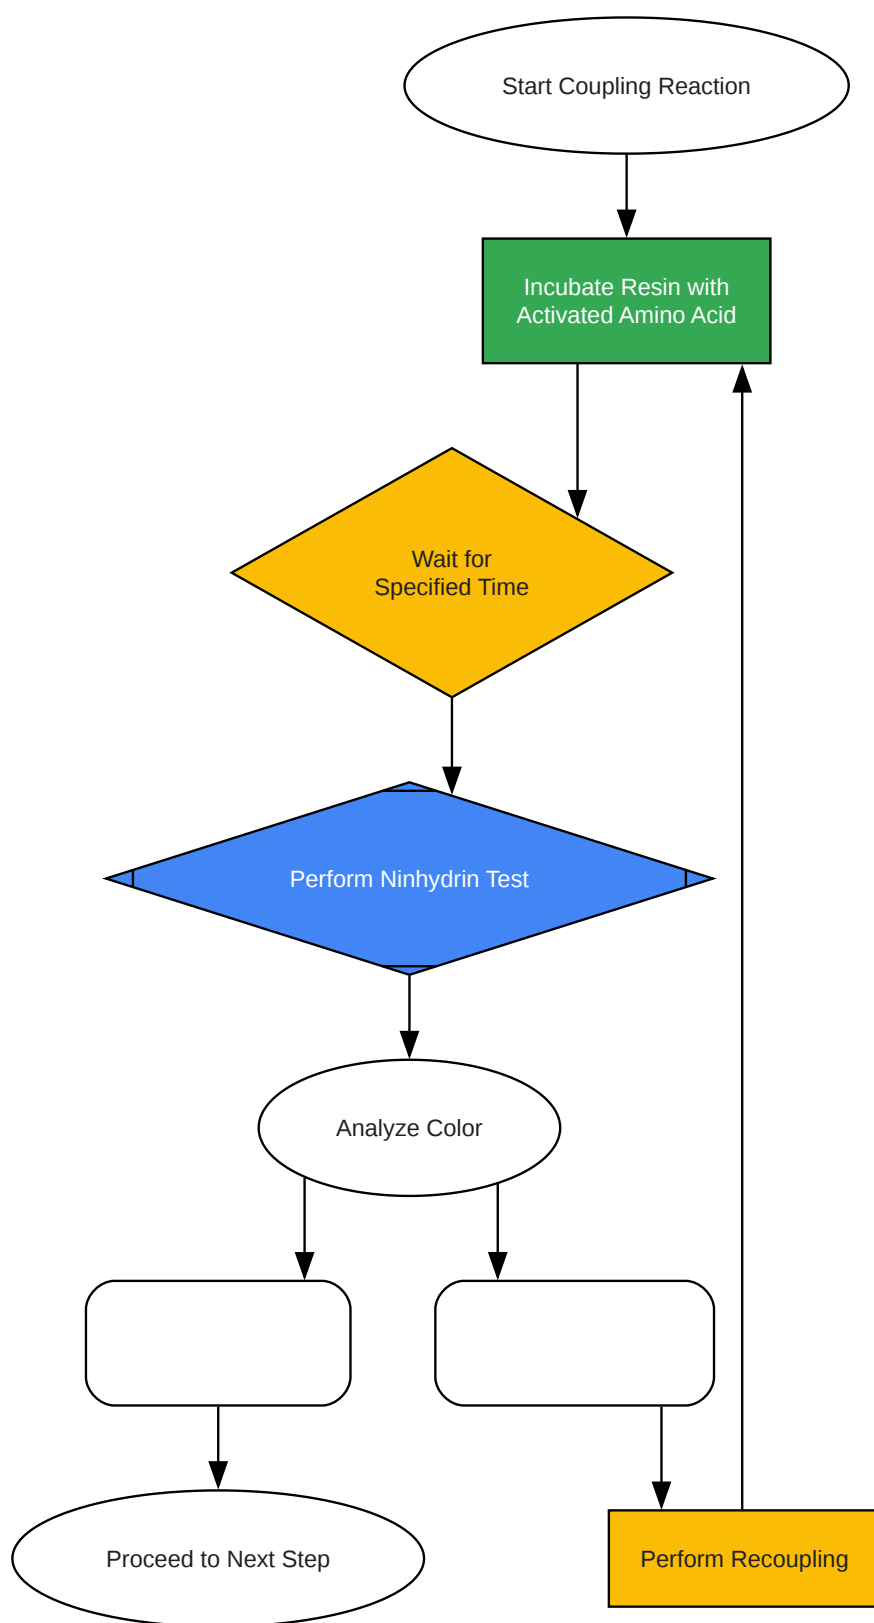 Start Coupling Reaction
Incubate Resin with
Activated Amino Acid
Wait for
Specified Time
Perform Ninhydrin Test
Analyze Color
Proceed to Next Step
Perform Recoupling